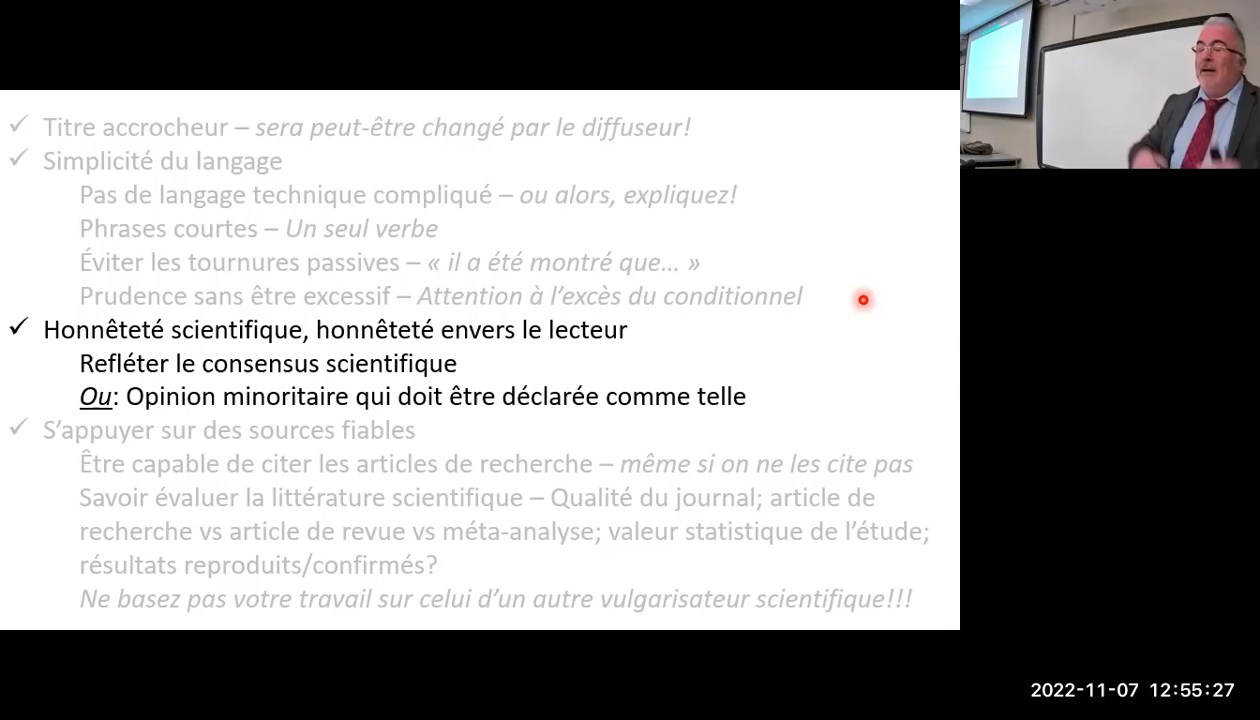 ✓ Titre accrocheur – sera peut-être changé par le diffuseur!
✓ Simplicité du langage
Pas de langage technique compliqué – ou alors, expliquez!
Phrases courtes – Un seul verbe
Éviter les tournures passives – « il a été montré que... »
Prudence sans être excessif – Attention à l’excès du conditionnel
✓ Honnêteté scientifique, honnêteté envers le lecteur
Refléter le consensus scientifique
Ou: Opinion minoritaire qui doit être déclarée comme telle
✓ S’appuyer sur des sources fiables
Être capable de citer les articles de recherche – même si on ne les cite pas
Savoir évaluer la littérature scientifique – Qualité du journal; article de
recherche vs article de revue vs méta-analyse; valeur statistique de l’étude;
résultats reproduits/confirmés?
Ne basez pas votre travail sur celui d’un autre vulgarisateur scientifique!!!
2022-11-07 12:55:27